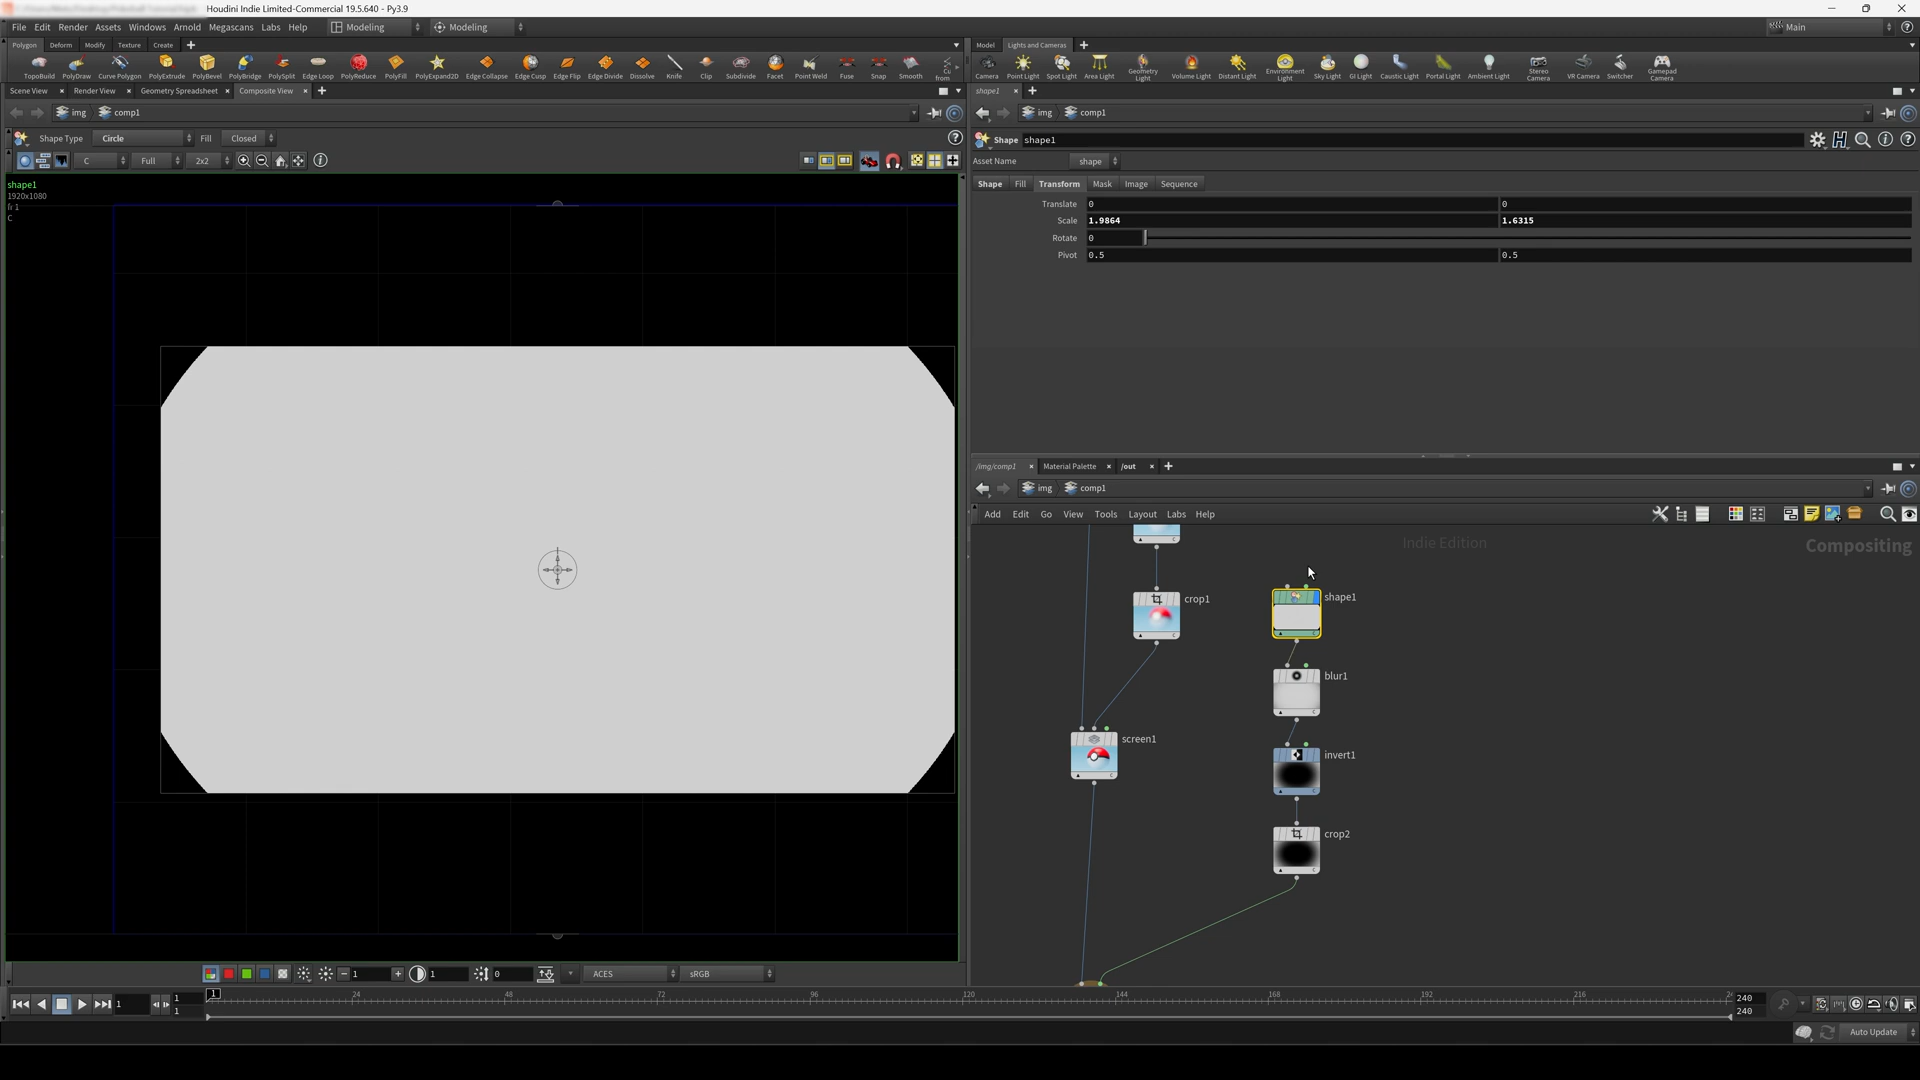 Houdini Indie Limited-Commercial 19.5.640 - Py3.9
File Edit Render Assets Windows Arnold Megascans Labs Help Modeling Modeling Main
Polygon Deform Modify Texture Create
TopoBuild PolyDraw Curve Polygon PolyExtrude PolyBevel PolyBridge PolySplit Edge Loop PolyReduce PolyFill PolyExpand2D Edge Collapse Edge Cusp Edge Flip Edge Divide Dissolve Knife Clip Subdivide Facet Point Weld Fuse Snap Smooth Cu from
Model Lights and Cameras
Camera Point Light Spot Light Area Light Geometry Light Volume Light Distant Light Environment Light Sky Light GI Light Caustic Light Portal Light Ambient Light Stereo Camera VR Camera Switcher Gamepad Camera
Scene View Render View Geometry Spreadsheet Composite View
img comp1
Shape Type Circle Fill Closed
C Full 2x2
shape1
1920x1080
fr 1
C
ACES sRGB
1 1 0
shape1
img comp1
Shape shape1
Asset Name shape
Shape Fill Transform Mask Image Sequence
Translate 0 0
Scale 1.9864 1.6315
Rotate 0
Pivot 0.5 0.5
/img/comp1 Material Palette /out
img comp1
Add Edit Go View Tools Layout Labs Help
Indie Edition
Compositing
crop1
shape1
blur1
screen1
invert1
crop2
1 1 1 1 24 48 72 96 120 144 168 192 216 240 240
Auto Update